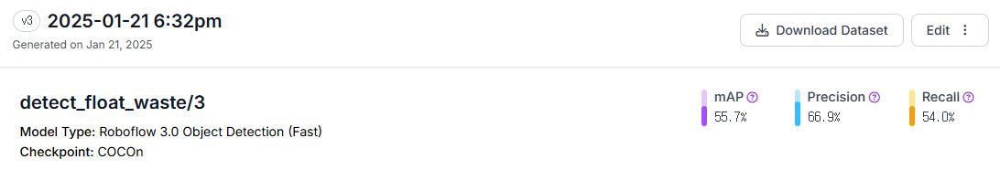 v3 2025-01-21 6:32pm
Generated on Jan 21, 2025
Download Dataset
Edit
detect_float_waste/3
Model Type: Roboflow 3.0 Object Detection (Fast)
Checkpoint: COCOn
mAP
55.7%
Precision
66.9%
Recall
54.0%